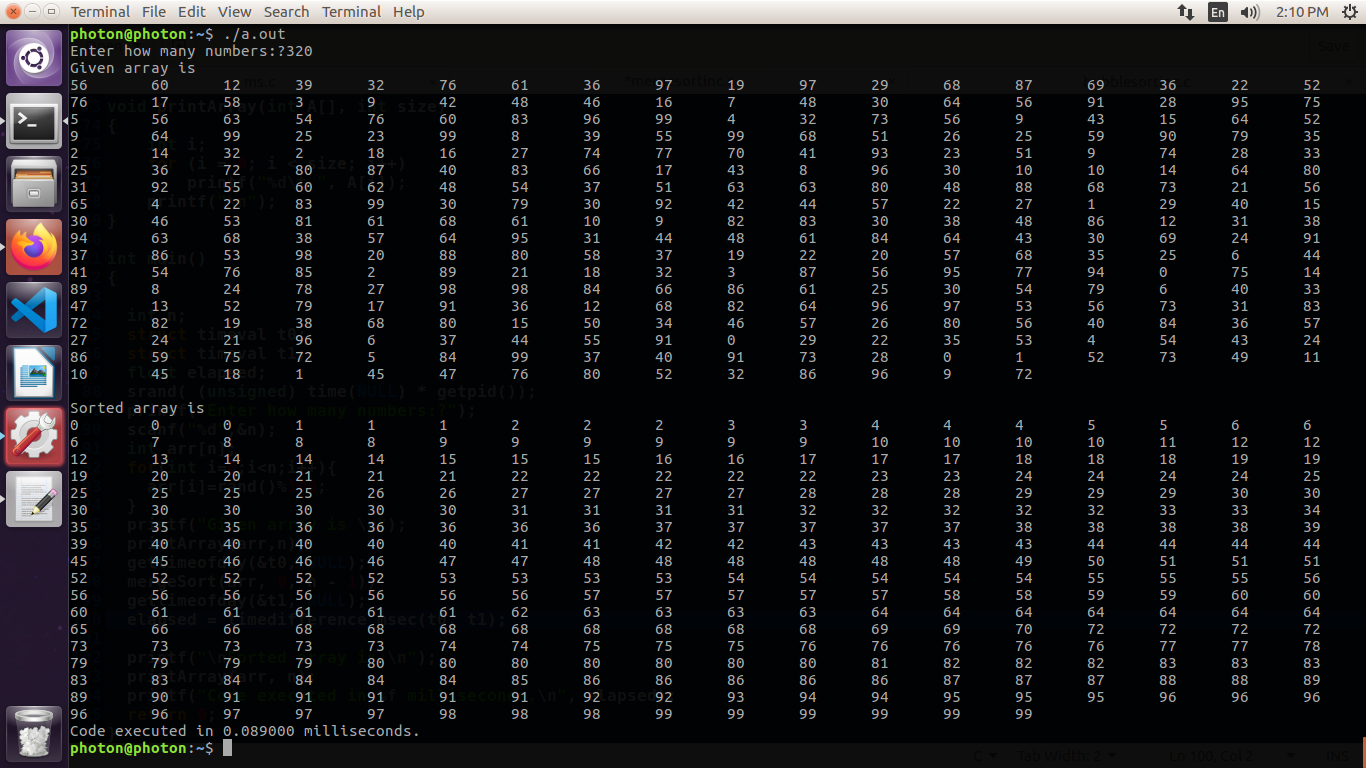 Terminal File Edit View Search Terminal Help En 2:10 PM
photon@photon:~$ ./a.out
Enter how many numbers:?320
Given array is
56 60 12 39 32 76 61 36 97 19 97 29 68 87 69 36 22 52
76 17 58 3 9 42 48 46 16 7 48 30 64 56 91 28 95 75
5 56 63 54 76 60 83 96 99 4 32 73 56 9 43 15 64 52
9 64 99 25 23 99 8 39 55 99 68 51 26 25 59 90 79 35
2 14 32 2 18 16 27 74 77 70 41 93 23 51 9 74 28 33
25 36 72 80 87 40 83 66 17 43 8 96 30 10 10 14 64 80
31 92 55 60 62 48 54 37 51 63 63 80 48 88 68 73 21 56
65 4 22 83 99 30 79 30 92 42 44 57 22 27 1 29 40 15
30 46 53 81 61 68 61 10 9 82 83 30 38 48 86 12 31 38
94 63 68 38 57 64 95 31 44 48 61 84 64 43 30 69 24 91
37 86 53 98 20 88 80 58 37 19 22 20 57 68 35 25 6 44
41 54 76 85 2 89 21 18 32 3 87 56 95 77 94 0 75 14
89 8 24 78 27 98 98 84 66 86 61 25 30 54 79 6 40 33
47 13 52 79 17 91 36 12 68 82 64 96 97 53 56 73 31 83
72 82 19 38 68 80 15 50 34 46 57 26 80 56 40 84 36 57
27 24 21 96 6 37 44 55 91 0 29 22 35 53 4 54 43 24
86 59 75 72 5 84 99 37 40 91 73 28 0 1 52 73 49 11
10 45 18 1 45 47 76 80 52 32 86 96 9 72
Sorted array is
0 0 0 1 1 1 2 2 2 3 3 4 4 4 5 5 6 6
6 7 8 8 8 9 9 9 9 9 9 10 10 10 10 11 12 12
12 13 14 14 14 15 15 15 16 16 17 17 17 18 18 18 19 19
19 20 20 21 21 21 22 22 22 22 22 23 23 24 24 24 24 25
25 25 25 25 26 26 27 27 27 27 28 28 28 29 29 29 30 30
30 30 30 30 30 30 31 31 31 31 32 32 32 32 32 33 33 34
35 35 35 36 36 36 36 36 37 37 37 37 37 38 38 38 38 39
39 40 40 40 40 40 41 41 42 42 43 43 43 43 44 44 44 44
45 45 46 46 46 47 47 48 48 48 48 48 48 49 50 51 51 51
52 52 52 52 52 53 53 53 53 54 54 54 54 54 55 55 55 56
56 56 56 56 56 56 57 57 57 57 57 58 58 59 59 59 60 60
60 61 61 61 61 61 62 63 63 63 63 64 64 64 64 64 64 64
65 66 66 68 68 68 68 68 68 68 68 69 69 70 72 72 72 72
73 73 73 73 73 74 74 75 75 75 76 76 76 76 76 77 77 78
79 79 79 79 80 80 80 80 80 80 80 81 82 82 82 83 83 83
83 83 84 84 84 84 85 86 86 86 86 86 87 87 87 88 88 89
89 90 91 91 91 91 91 92 92 93 94 94 95 95 95 96 96 96
96 96 97 97 97 98 98 98 99 99 99 99 99 99
Code executed in 0.089000 milliseconds.
photon@photon:~$